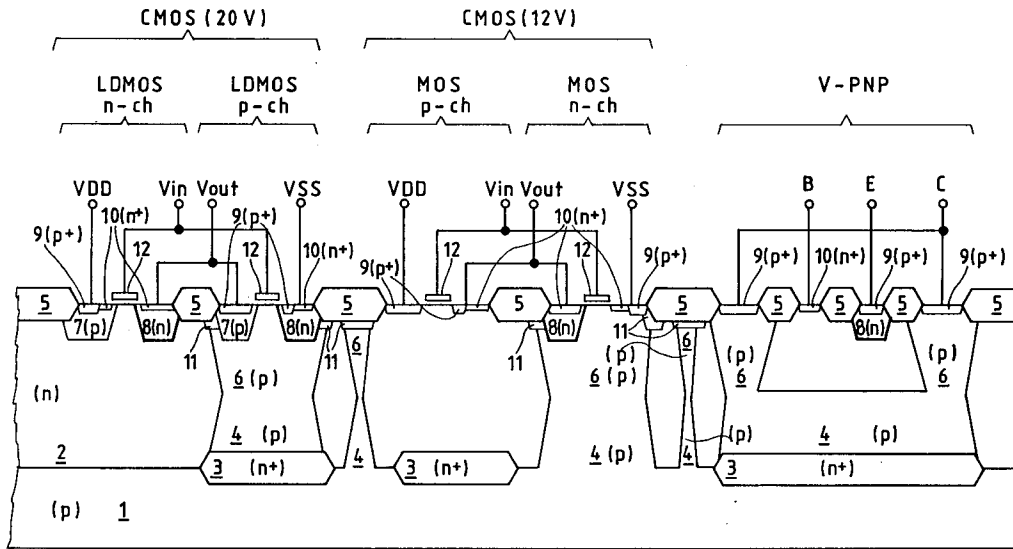 CMOS (20 V) CMOS (12 V)
LDMOS LDMOS MOS MOS V-PNP
n-ch p-ch p-ch n-ch
VDD Vin Vout VSS VDD Vin Vout VSS B E C
10(n+) 9(p+) 10(n+)
9(p+) 12 12 10(n+) 9(p+) 12 12 9(p+) 9(p+) 10(n+) 9(p+) 9(p+)
5 5 5 5 5 5 5 5
7(p) 8(n) 7(p) 8(n) 8(n) 8(n)
11 11 6 11 11 6
(p) (p) (p)
(n) 6 (p) 6 (p) 6 6
2 4 (p) 4 4 (p) 4 (p) 4 (p)
3 (n+) 3 (n+) 3 (n+)
(p) 1